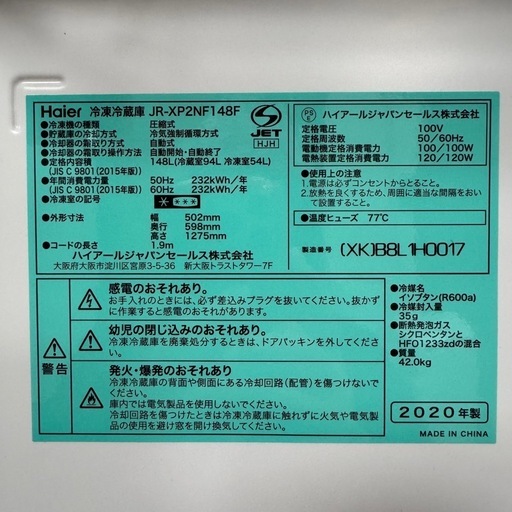 Haier 冷凍冷蔵庫 JR-XP2NF148F
●冷凍機の種類 圧縮式
●貯蔵庫の冷却方式 冷気強制循環方式
●冷却器の霜取り方式 自動式
●冷却器の霜取り操作方法 自動開始・自動終了
●定格内容積 148L(冷蔵室94L 冷凍室54L)
(JIS C 9801(2015年版))
●年間消費電力量 50Hz 232kWh/年
(JIS C 9801(2015年版)) 60Hz 232kWh/年
●冷凍室の記号
●外形寸法 幅 502mm
奥行 598mm
高さ 1275mm
●コードの長さ 1.9m
ハイアールジャパンセールス株式会社
大阪府大阪市淀川区宮原3-5-36 新大阪トラストタワー7F
S
JET
HJH
PS
E
ハイアールジャパンセールス株式会社
定格電圧 100V
定格周波数 50/60Hz
電動機定格消費電力 100/100W
電熱装置定格消費電力 120/120W
●使用上の注意
1.電源は必ずコンセントからとること。
2.放熱を良くするため、周囲に適当な間隔をおいて設置すること。
●温度ヒューズ 77℃
製造番号 (XK)B8L1H0017
警告
感電のおそれあり。
お手入れのときには、必ず差込みプラグを抜いてください。抜かずに作業すると感電のおそれがあります。
幼児の閉じ込みのおそれあり。
冷凍冷蔵庫を廃棄処分するときは、ドアパッキンを外してください。
発火・爆発のおそれあり。
冷凍冷蔵庫の背面や側面にある冷却回路(配管)を傷つけないでください。
庫内では電気製品を使用しないでください。
冷却回路を傷つけたときは冷凍冷蔵庫に触れずに火気や電気製品の使用を避け窓を開け換気してください。
●冷媒名
イソブタン(R600a)
●冷媒封入量
35g
●断熱発泡ガス
シクロペンタンと
HFO1233zdの混合
●質量
42.0kg
2020年製
MADE IN CHINA